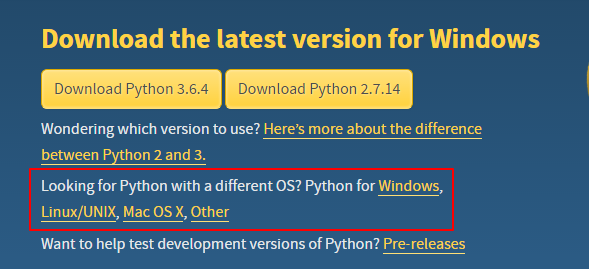 Download the latest version for Windows
Download Python 3.6.4 Download Python 2.7.14
Wondering which version to use? Here's more about the difference
between Python 2 and 3.
Looking for Python with a different OS? Python for Windows,
Linux/UNIX, Mac OS X, Other
Want to help test development versions of Python? Pre-releases